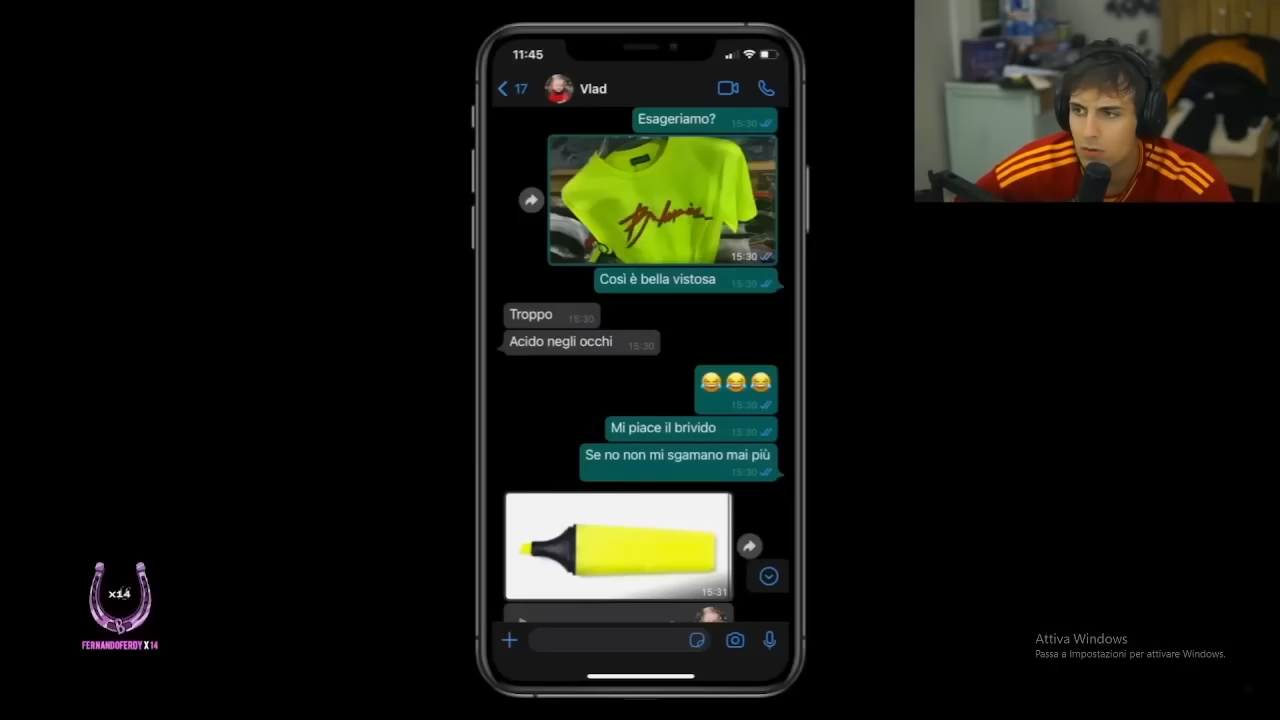 11:45
17
Vlad
Esageriamo?
15:30
15:30
Così è bella vistosa
15:30
Troppo
15:30
Acido negli occhi
15:30
😂😂😂
15:30
Mi piace il brivido
15:30
Se no non mi sgamano mai più
15:30
15:31
x14
B
FERNANDOFERDY X 14
Attiva Windows
Passa a Impostazioni per attivare Windows.